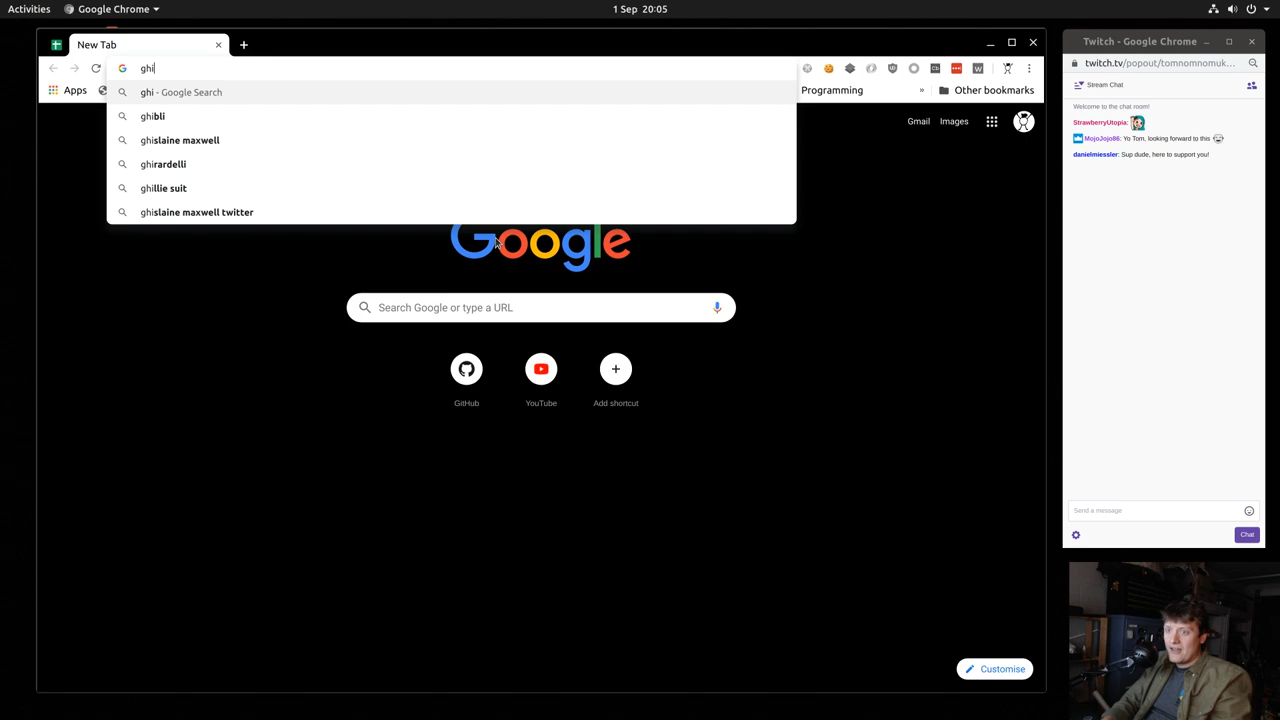 Activities
Google Chrome
1 Sep 20:05
New Tab
ghi
ghi - Google Search
ghibli
ghislaine maxwell
ghirardelli
ghillie suit
ghislaine maxwell twitter
Apps
Programming
»
Other bookmarks
Gmail
Images
Google
Search Google or type a URL
GitHub
YouTube
Add shortcut
Customise
Twitch - Google Chrome
twitch.tv/popout/tomnomnomuk...
Stream Chat
Welcome to the chat room!
StrawberryUtopia:
MojoJojo86: Yo Tom, looking forward to this
danielmiessler: Sup dude, here to support you!
Send a message
Chat